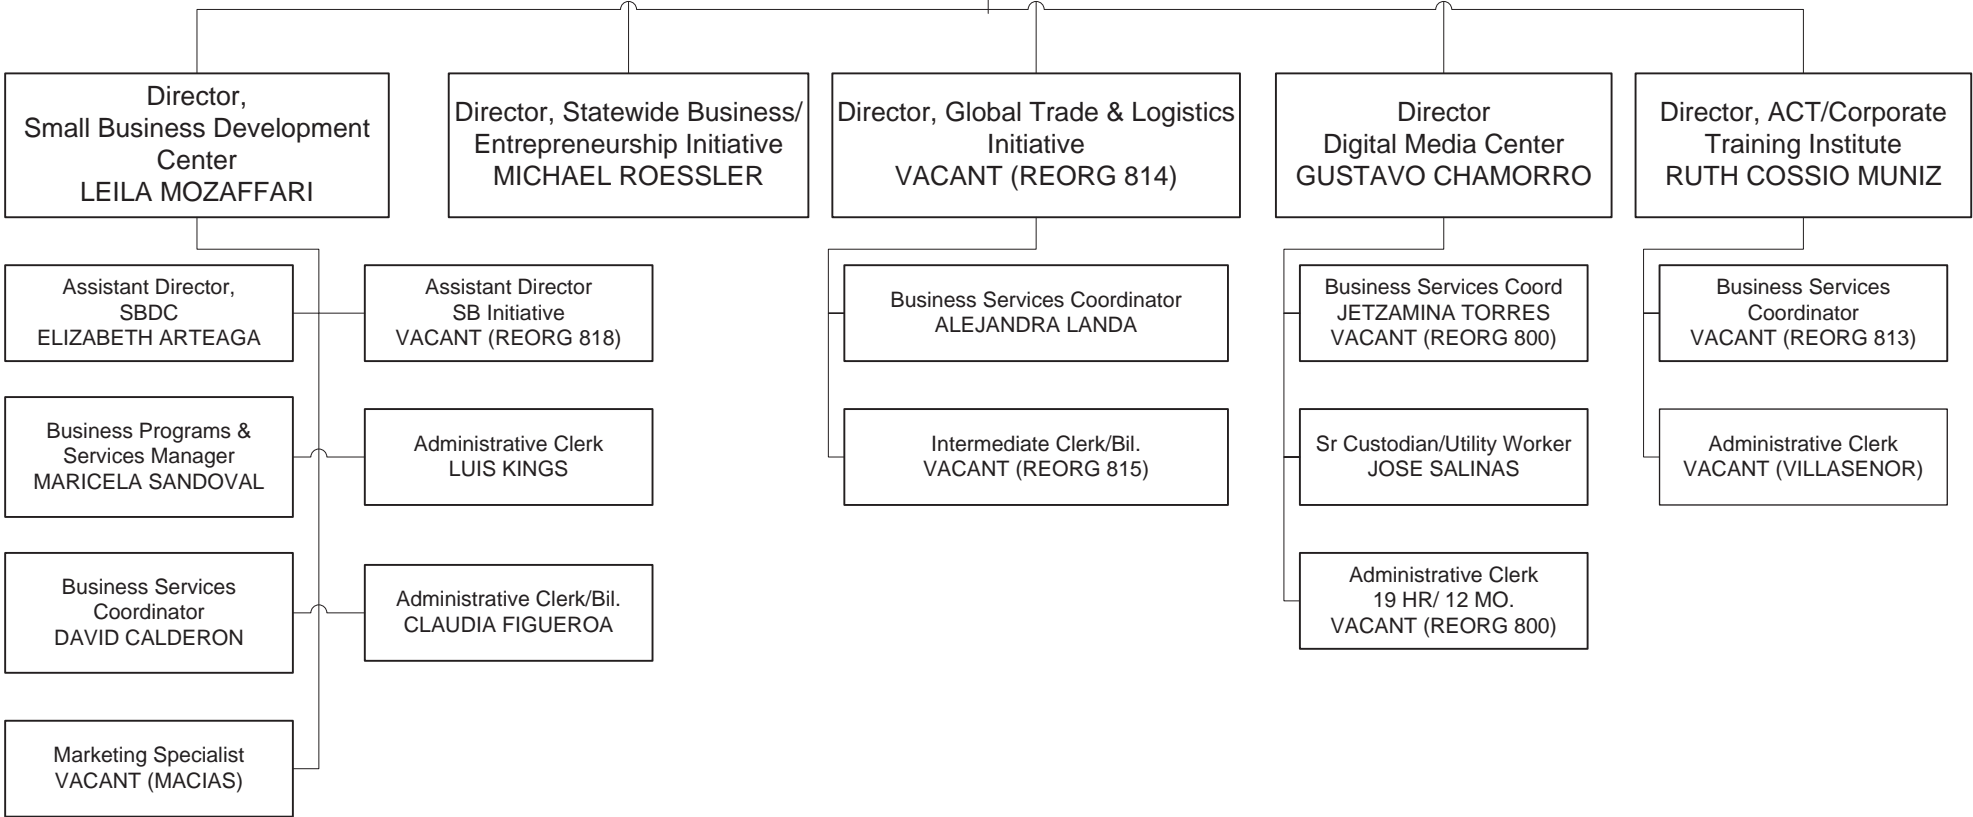 Director,
Small Business Development
Center
LEILA MOZAFFARI
Director, Statewide Business/
Entrepreneurship Initiative
MICHAEL ROESSLER
Director, Global Trade & Logistics
Initiative
VACANT (REORG 814)
Director
Digital Media Center
GUSTAVO CHAMORRO
Director, ACT/Corporate
Training Institute
RUTH COSSIO MUNIZ
Assistant Director,
SBDC
ELIZABETH ARTEAGA
Assistant Director
SB Initiative
VACANT (REORG 818)
Business Services Coordinator
ALEJANDRA LANDA
Business Services Coord
JETZAMINA TORRES
VACANT (REORG 800)
Business Services
Coordinator
VACANT (REORG 813)
Business Programs &
Services Manager
MARICELA SANDOVAL
Administrative Clerk
LUIS KINGS
Intermediate Clerk/Bil.
VACANT (REORG 815)
Sr Custodian/Utility Worker
JOSE SALINAS
Administrative Clerk
VACANT (VILLASENOR)
Business Services
Coordinator
DAVID CALDERON
Administrative Clerk/Bil.
CLAUDIA FIGUEROA
Administrative Clerk
19 HR/ 12 MO.
VACANT (REORG 800)
Marketing Specialist
VACANT (MACIAS)